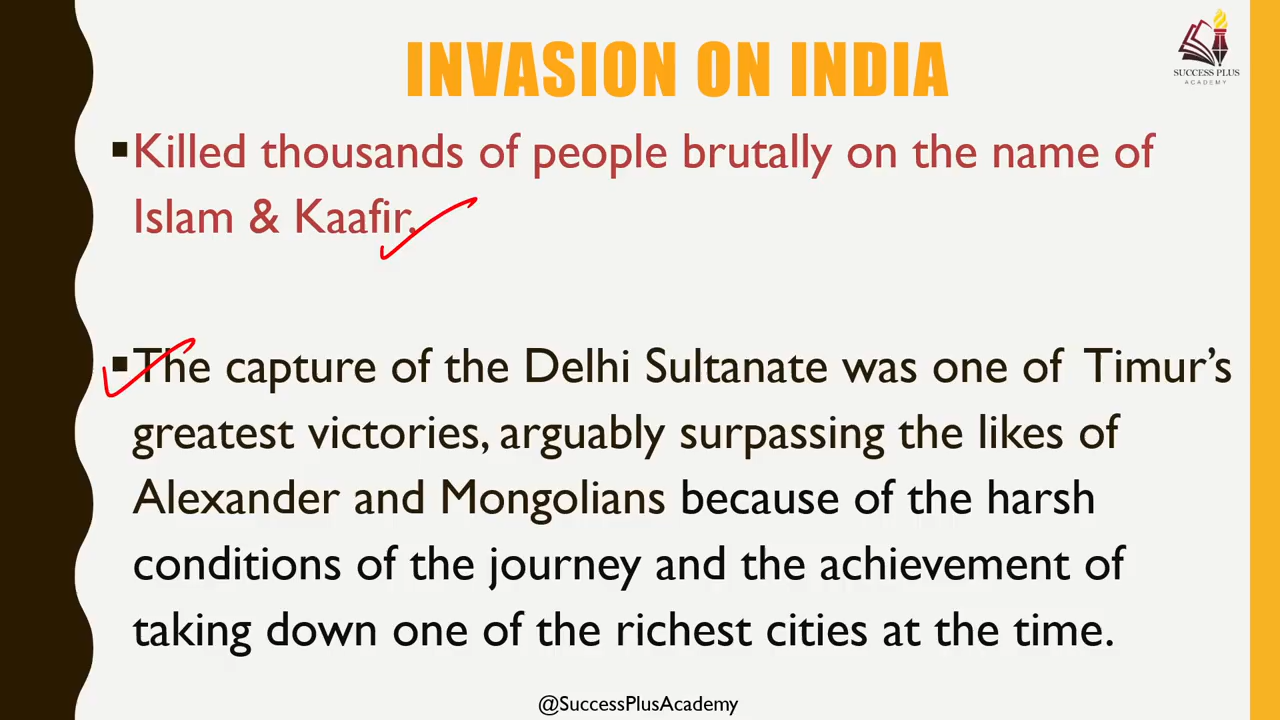 INVASION ON INDIA
SUCCESS PLUS
ACADEMY
▪Killed thousands of people brutally on the name of
Islam & Kaafir.
▪The capture of the Delhi Sultanate was one of Timur’s
greatest victories, arguably surpassing the likes of
Alexander and Mongolians because of the harsh
conditions of the journey and the achievement of
taking down one of the richest cities at the time.
@SuccessPlusAcademy